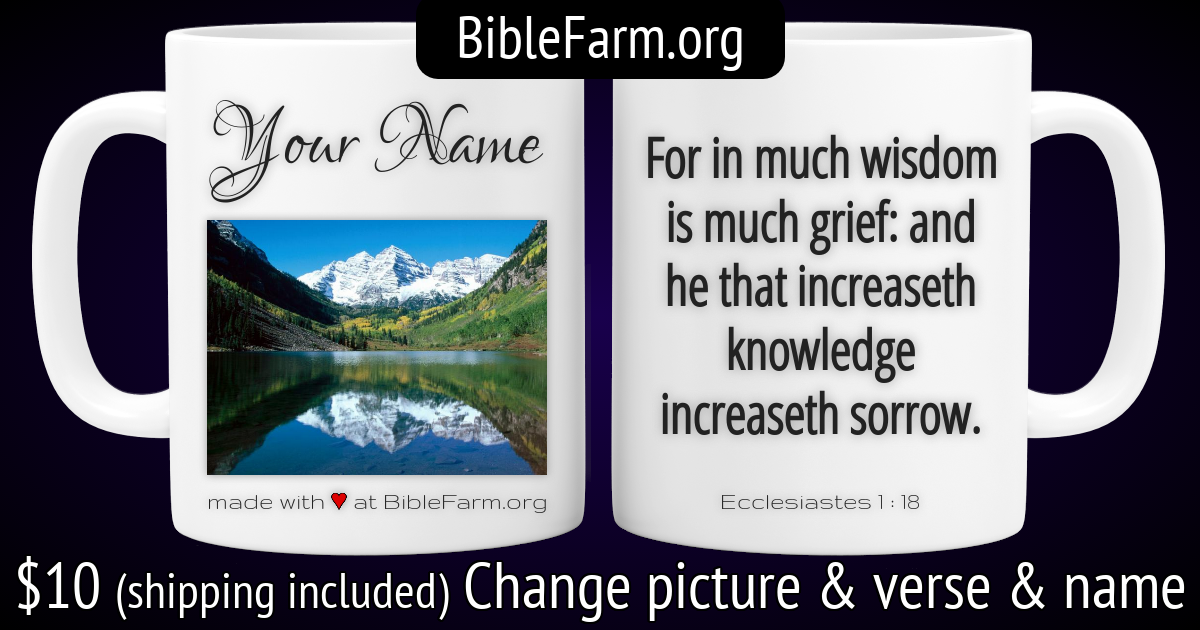 BibleFarm.org
Your Name
made with ♥ at BibleFarm.org
For in much wisdom
is much grief: and
he that increaseth
knowledge
increaseth sorrow.
Ecclesiastes 1 : 18
$10 (shipping included) Change picture & verse & name